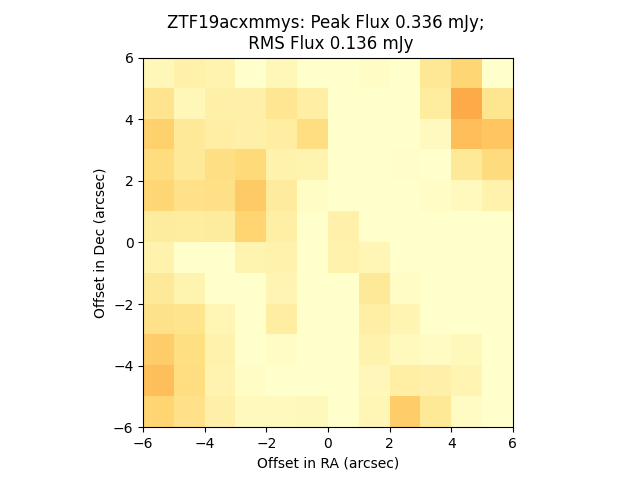 ZTF19acxmmys: Peak Flux 0.336 mJy;
RMS Flux 0.136 mJy
6
4
2
0
−2
−4
−6
Offset in Dec (arcsec)
−6 −4 −2 0 2 4 6
Offset in RA (arcsec)